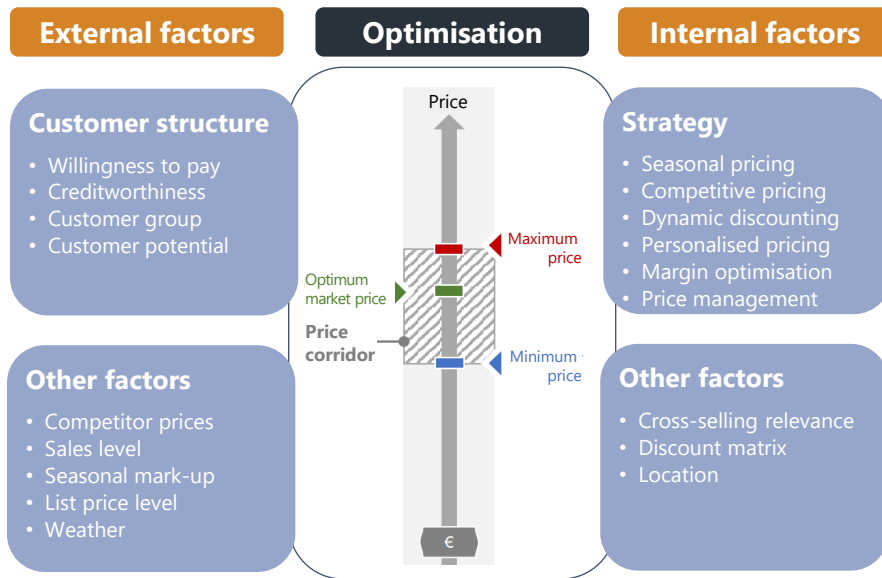 External factors
Optimisation
Internal factors
Customer structure
• Willingness to pay
• Creditworthiness
• Customer group
• Customer potential
Other factors
• Competitor prices
• Sales level
• Seasonal mark-up
• List price level
• Weather
Price
Maximum
price
Optimum
market price
Price
corridor
Minimum
price
€
Strategy
• Seasonal pricing
• Competitive pricing
• Dynamic discounting
• Personalised pricing
• Margin optimisation
• Price management
Other factors
• Cross-selling relevance
• Discount matrix
• Location